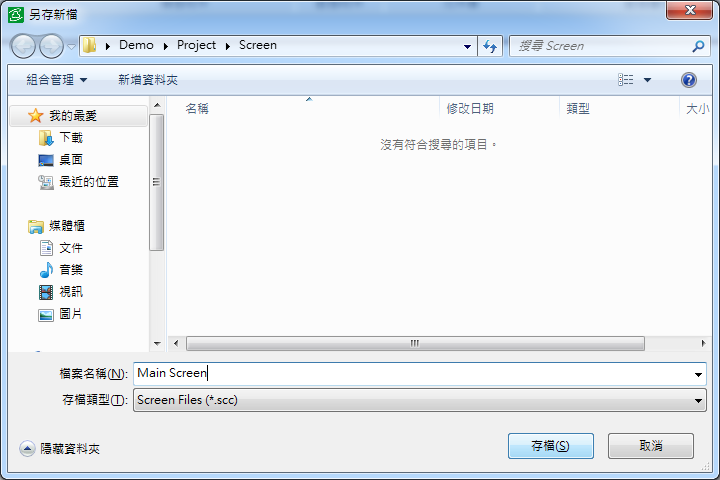 另存新檔
Demo Project Screen
搜尋 Screen
組合管理 新增資料夾
我的最愛
下載
桌面
最近的位置
媒體櫃
文件
音樂
視訊
圖片
名稱 修改日期 類型 大小
沒有符合搜尋的項目。
檔案名稱(N): Main Screen
存檔類型(T): Screen Files (*.scc)
隱藏資料夾
存檔(S) 取消